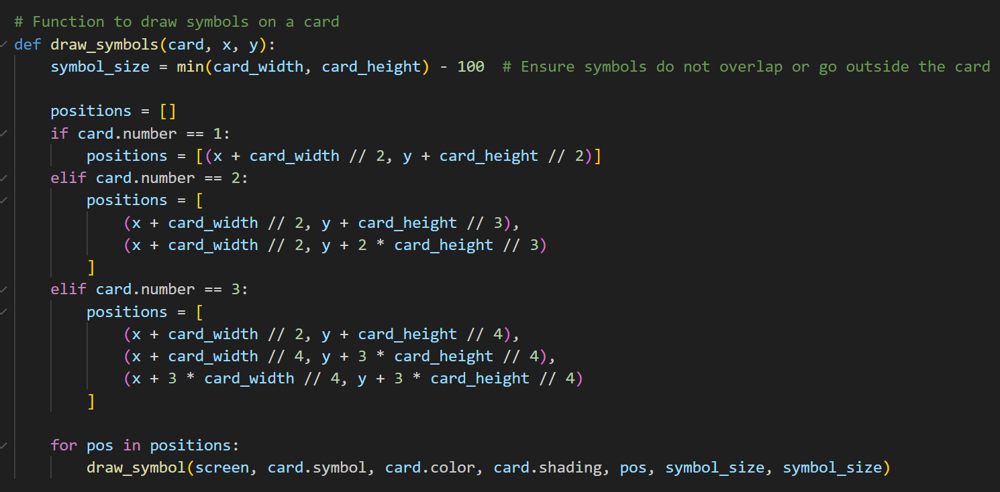 # Function to draw symbols on a card
def draw_symbols(card, x, y):
    symbol_size = min(card_width, card_height) - 100  # Ensure symbols do not overlap or go outside the card

    positions = []
    if card.number == 1:
        positions = [(x + card_width // 2, y + card_height // 2)]
    elif card.number == 2:
        positions = [
            (x + card_width // 2, y + card_height // 3),
            (x + card_width // 2, y + 2 * card_height // 3)
        ]
    elif card.number == 3:
        positions = [
            (x + card_width // 2, y + card_height // 4),
            (x + card_width // 4, y + 3 * card_height // 4),
            (x + 3 * card_width // 4, y + 3 * card_height // 4)
        ]

    for pos in positions:
        draw_symbol(screen, card.symbol, card.color, card.shading, pos, symbol_size, symbol_size)